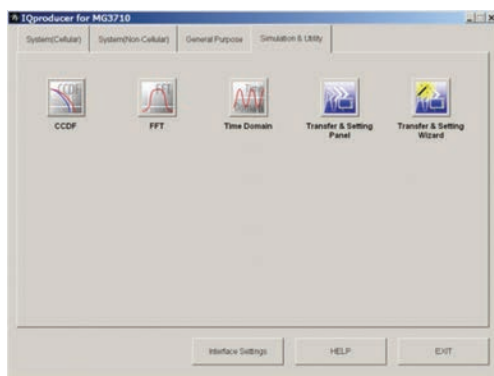 IQproducer for MG3710
System(Cellular) System(Non-Cellular) General Purpose Simulation & Utility
CCDF FFT Time Domain Transfer & Setting Panel Transfer & Setting Wizard
Interface Settings HELP EXIT